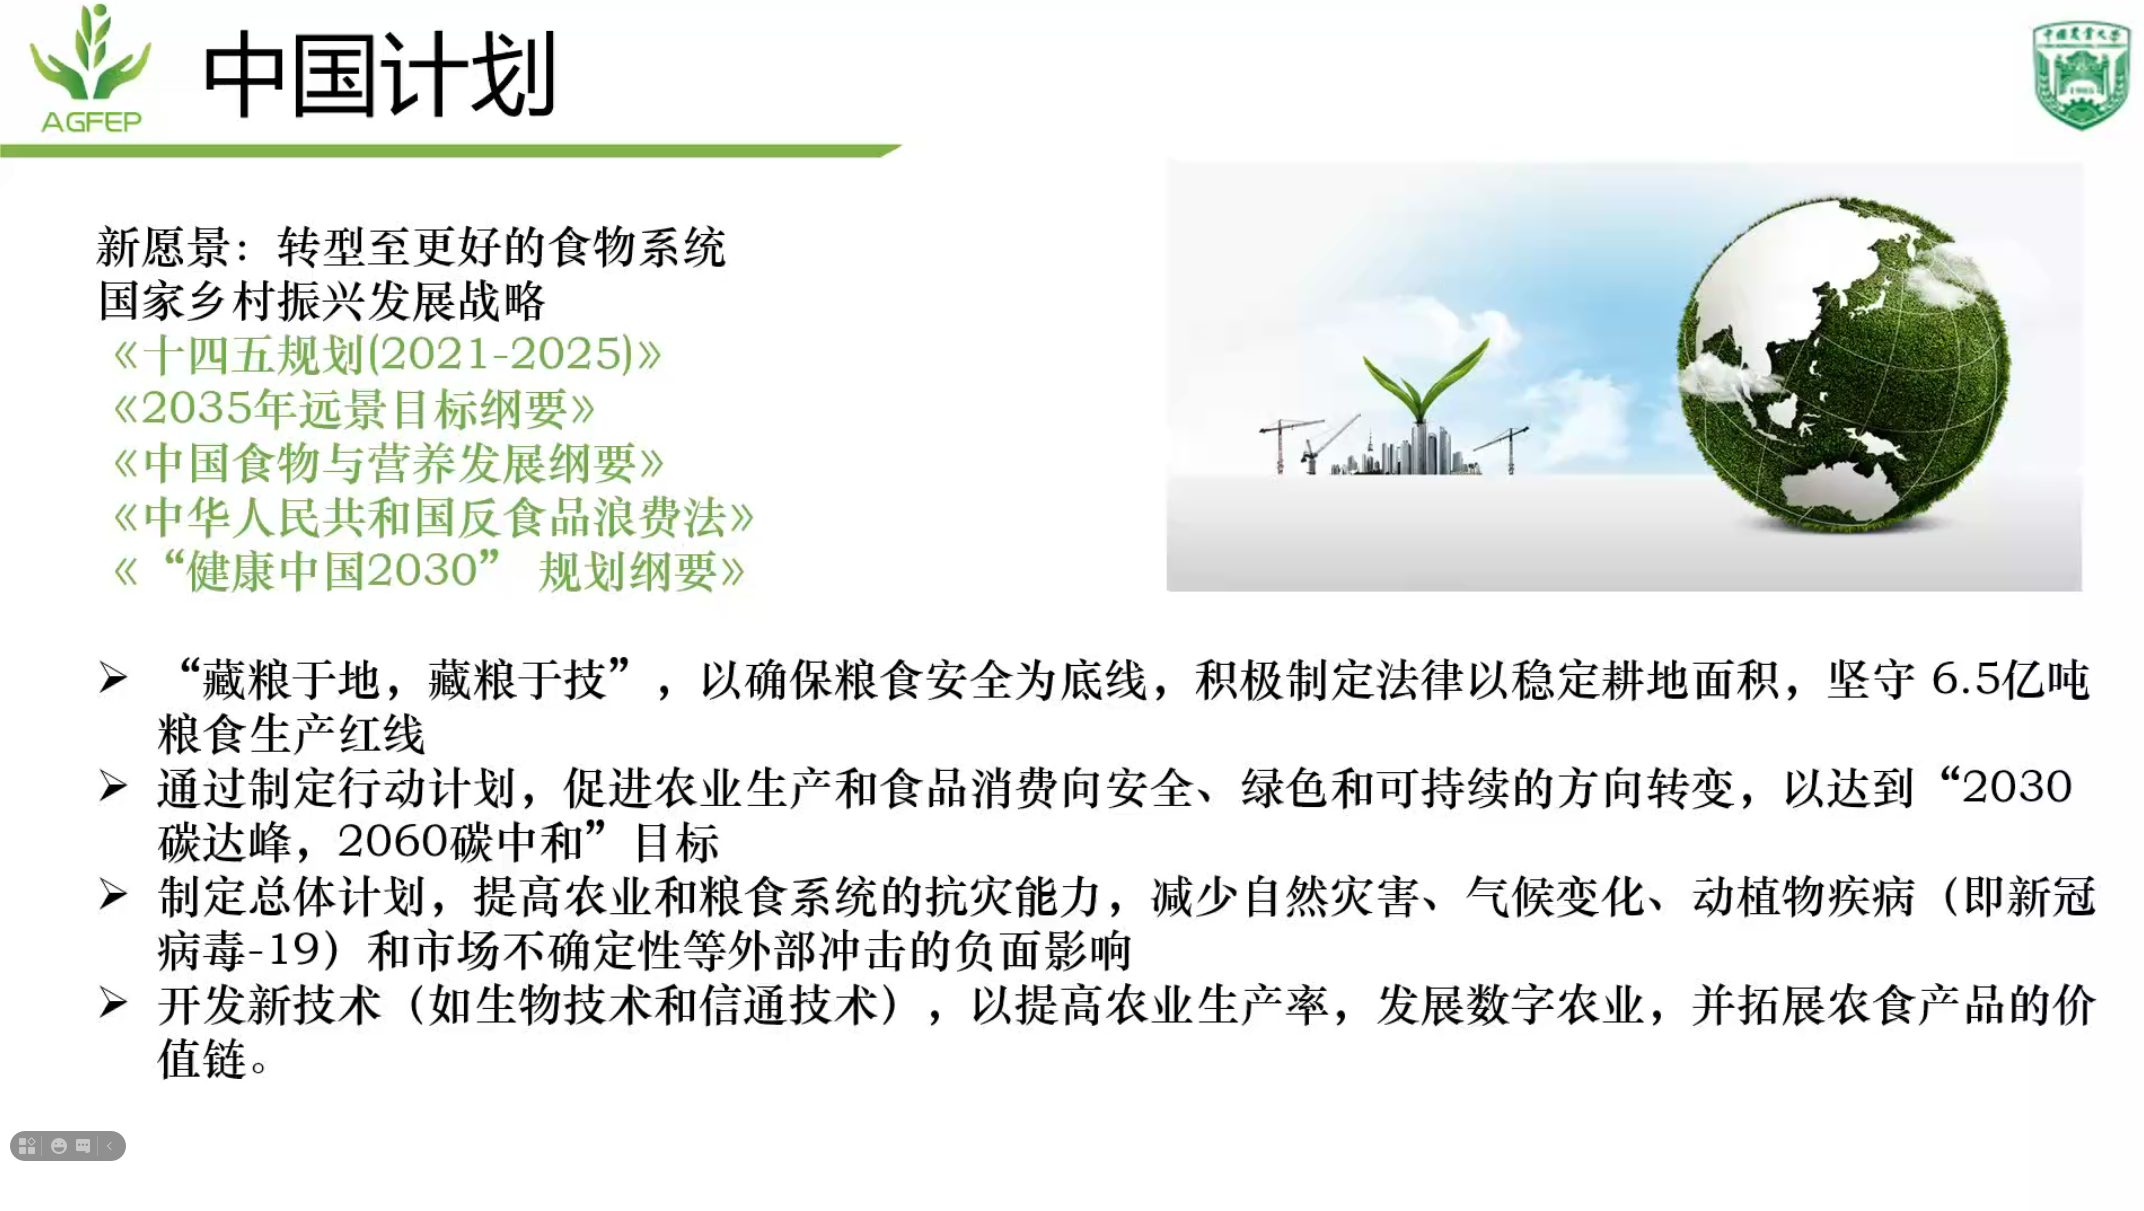 AGFEP
中国计划
中国农业大学
1905
新愿景：转型至更好的食物系统
国家乡村振兴发展战略
《十四五规划(2021-2025)》
《2035年远景目标纲要》
《中国食物与营养发展纲要》
《中华人民共和国反食品浪费法》
《“健康中国2030” 规划纲要》
➢ “藏粮于地，藏粮于技”，以确保粮食安全为底线，积极制定法律以稳定耕地面积，坚守 6.5亿吨
粮食生产红线
➢ 通过制定行动计划，促进农业生产和食品消费向安全、绿色和可持续的方向转变，以达到“2030
碳达峰，2060碳中和”目标
➢ 制定总体计划，提高农业和粮食系统的抗灾能力，减少自然灾害、气候变化、动植物疾病（即新冠
病毒-19）和市场不确定性等外部冲击的负面影响
➢ 开发新技术（如生物技术和信通技术），以提高农业生产率，发展数字农业，并拓展农食产品的价
值链。